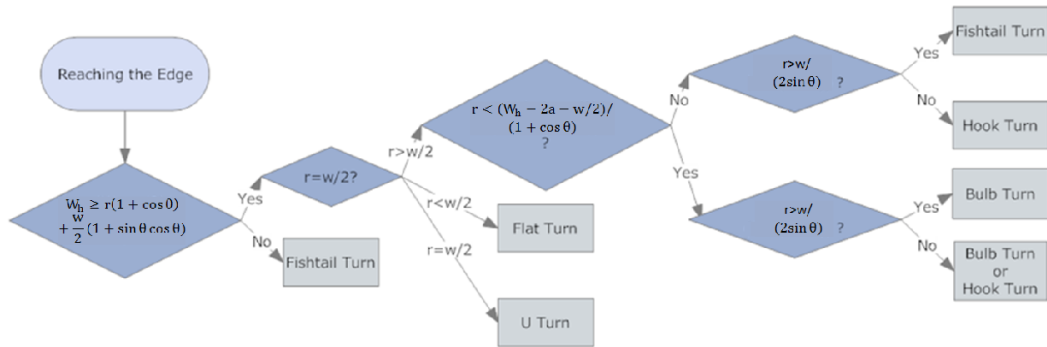 Reaching the Edge
W_h ≥ r(1 + cos θ)
+ w/2 (1 + sin θ cos θ)
Yes
No
Fishtail Turn
r=w/2?
r>w/2
r<w/2
r=w/2
Flat Turn
U Turn
r < (W_h − 2a − w/2)/
(1 + cos θ)
?
No
Yes
r>w/
(2sin θ) ?
Yes
No
Fishtail Turn
Hook Turn
r>w/
(2sin θ) ?
Yes
No
Bulb Turn
Bulb Turn
or
Hook Turn